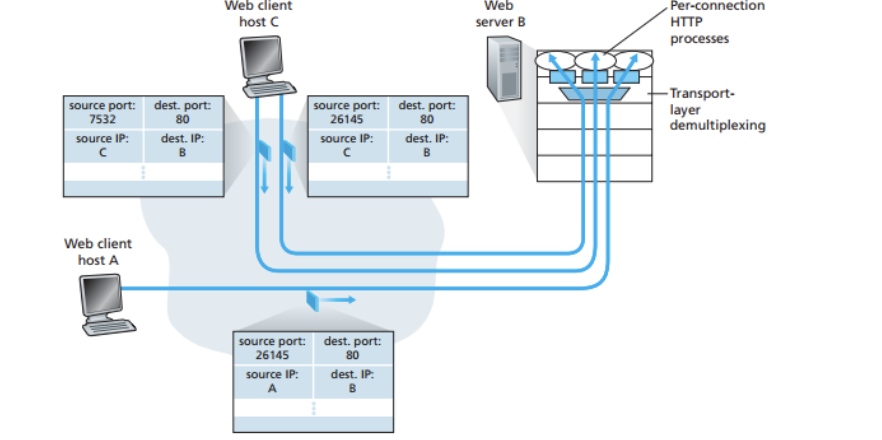 Web client
host C
Web
server B
Per-connection
HTTP
processes
Transport-
layer
demultiplexing
source port:
7532
dest. port:
80
source IP:
C
dest. IP:
B
source port:
26145
dest. port:
80
source IP:
C
dest. IP:
B
Web client
host A
source port:
26145
dest. port:
80
source IP:
A
dest. IP:
B